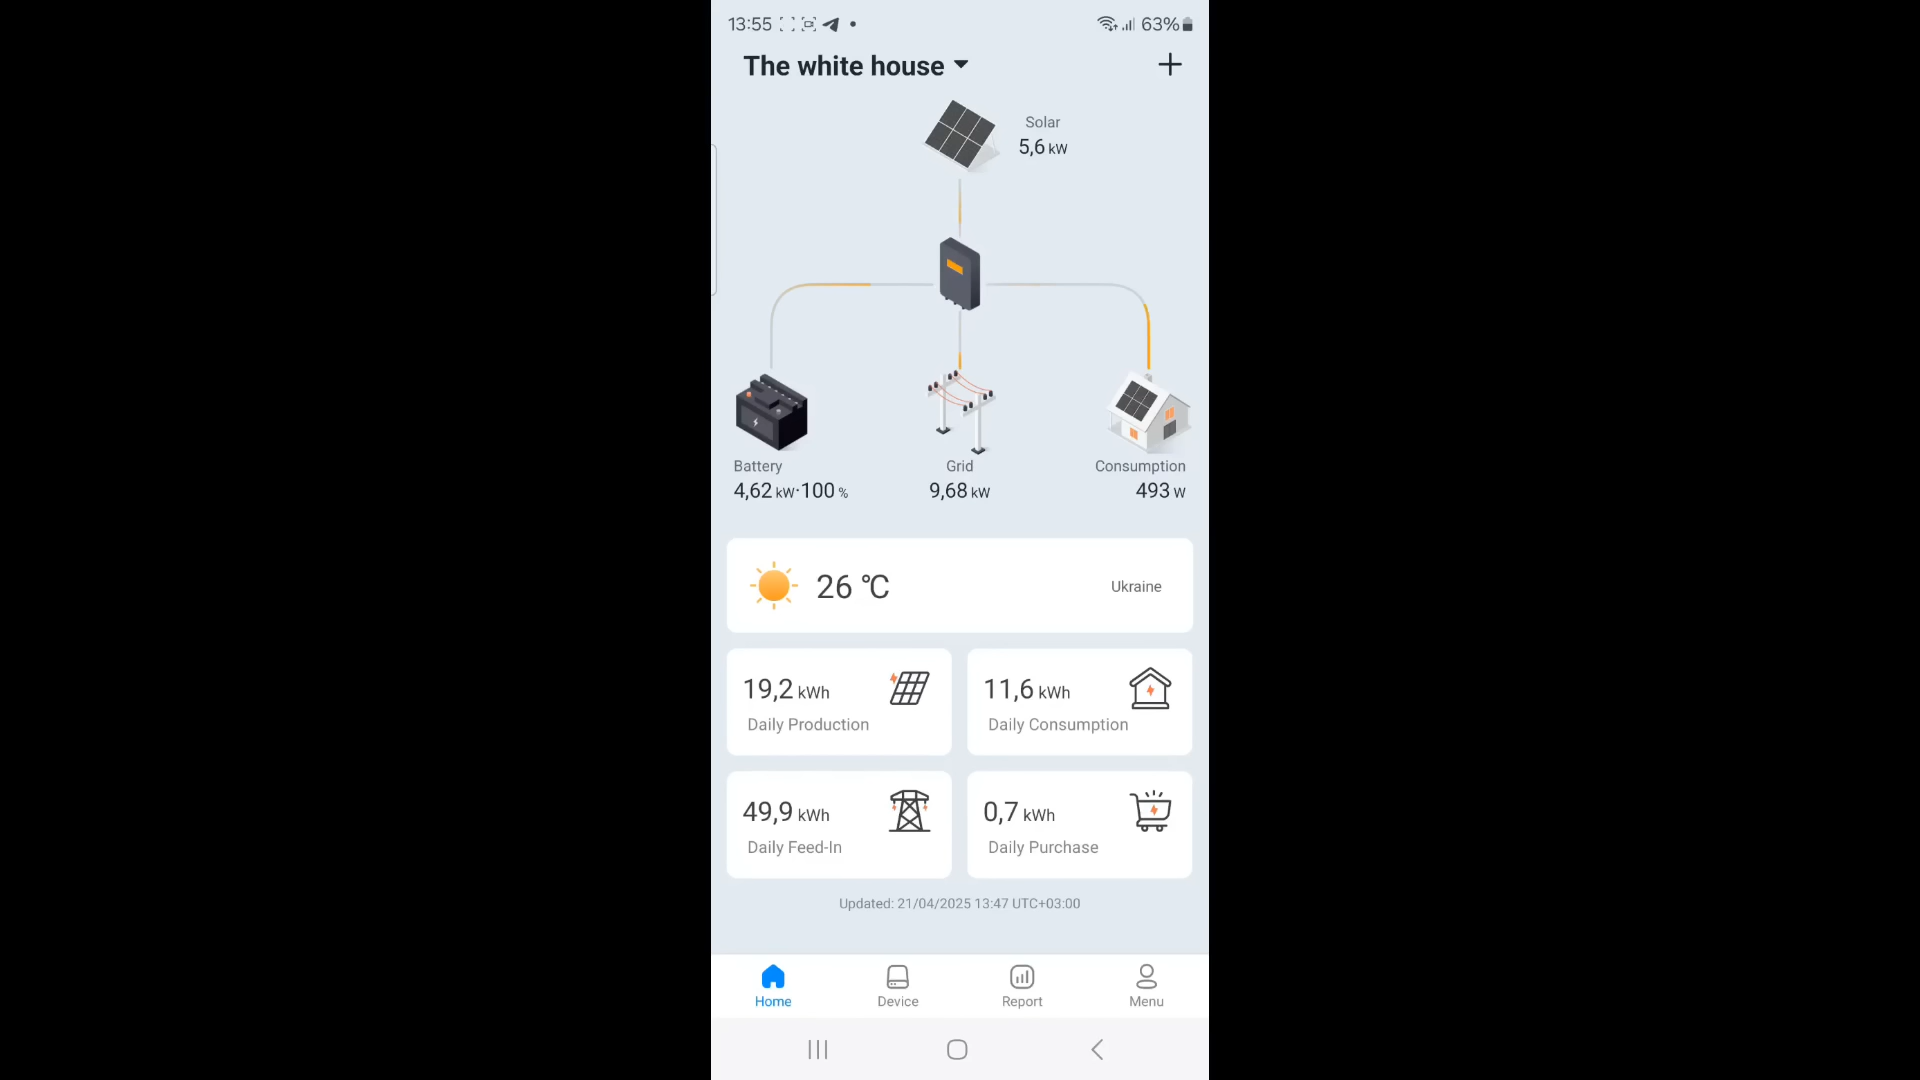 13:55 63%
The white house
Solar
5,6 kW
Battery
4,62 kW·100 %
Grid
9,68 kW
Consumption
493 W
26 °C
Ukraine
19,2 kWh
Daily Production
11,6 kWh
Daily Consumption
49,9 kWh
Daily Feed-In
0,7 kWh
Daily Purchase
Updated: 21/04/2025 13:47 UTC+03:00
Home
Device
Report
Menu